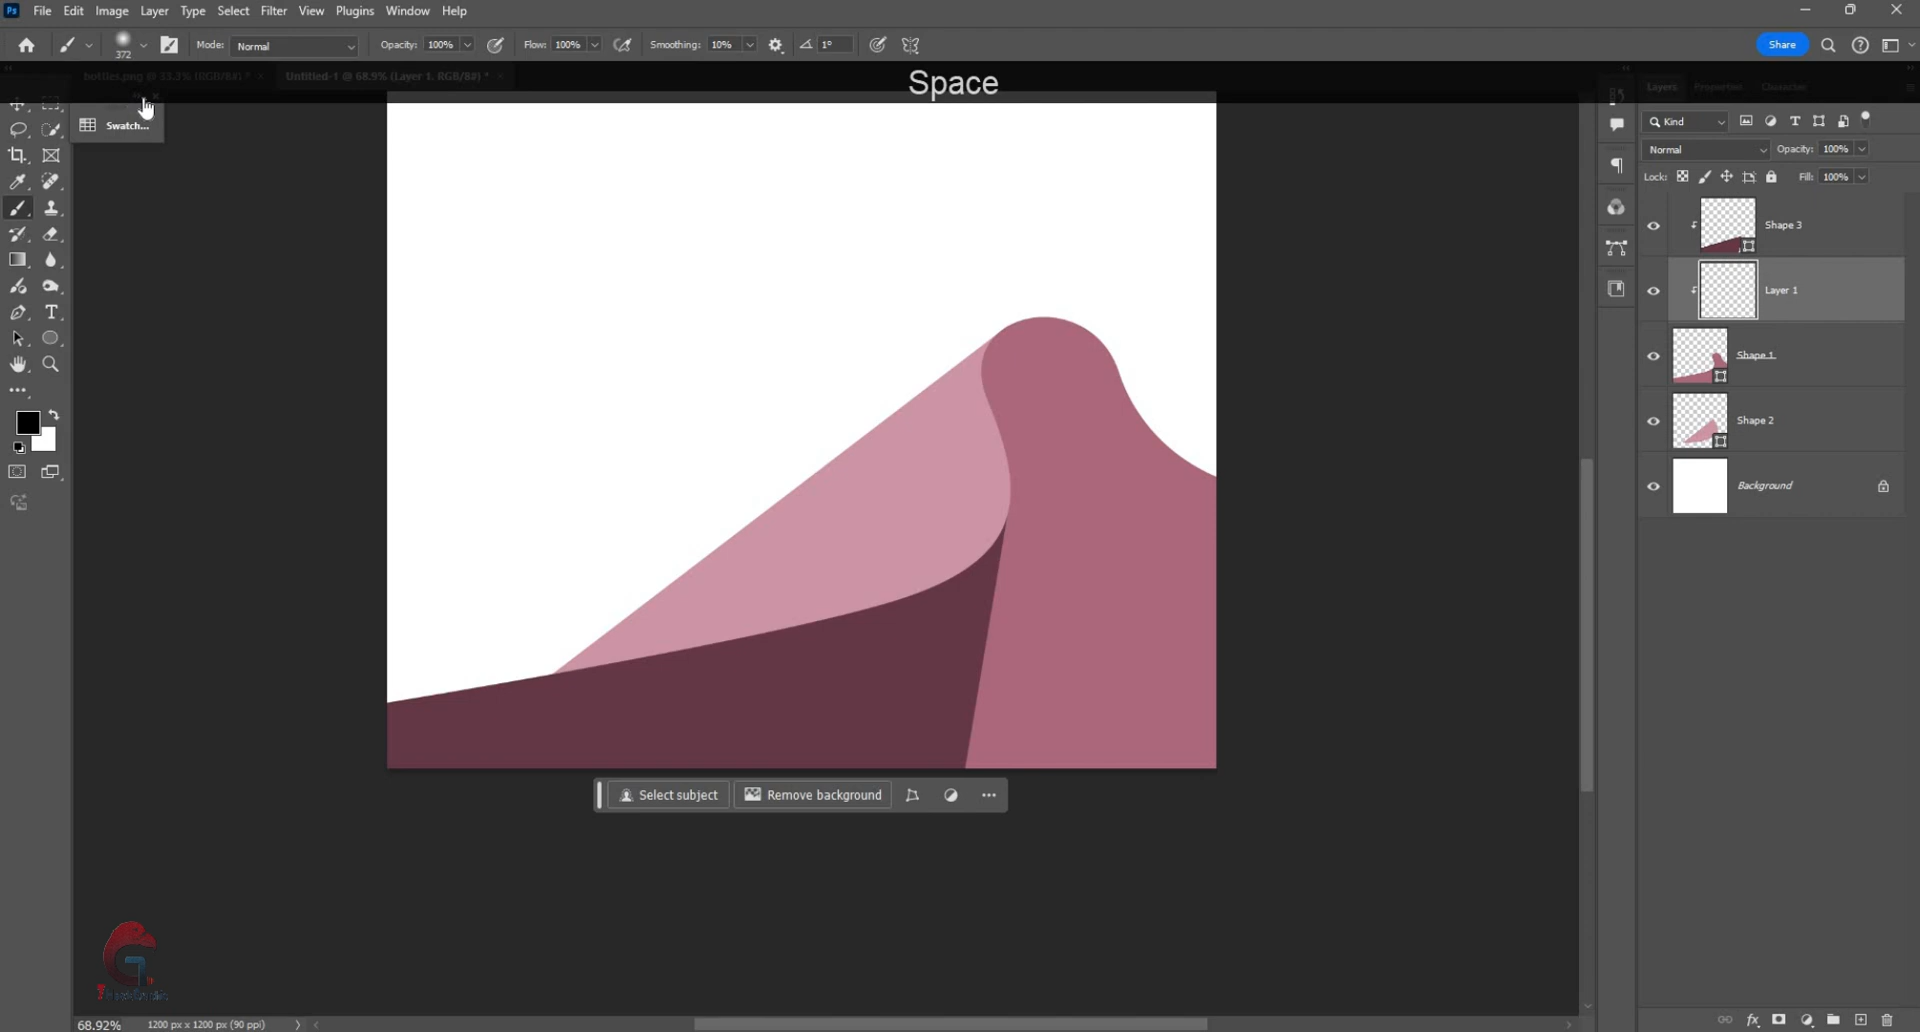 Ps File Edit Image Layer Type Select Filter View Plugins Window Help
372 Mode: Normal Opacity: 100% Flow: 100% Smoothing: 10% 1° Share
bottles.png @ 33.3% (RGB/8#) * Untitled-1 @ 68.9% (Layer 1, RGB/8#) *
Space
Layers Properties Character
Swatch...
Kind
Normal Opacity: 100%
Lock: Fill: 100%
Shape 3
Layer 1
Shape 1
Shape 2
Background
Select subject Remove background
68.92% 1200 px x 1200 px (90 ppi)